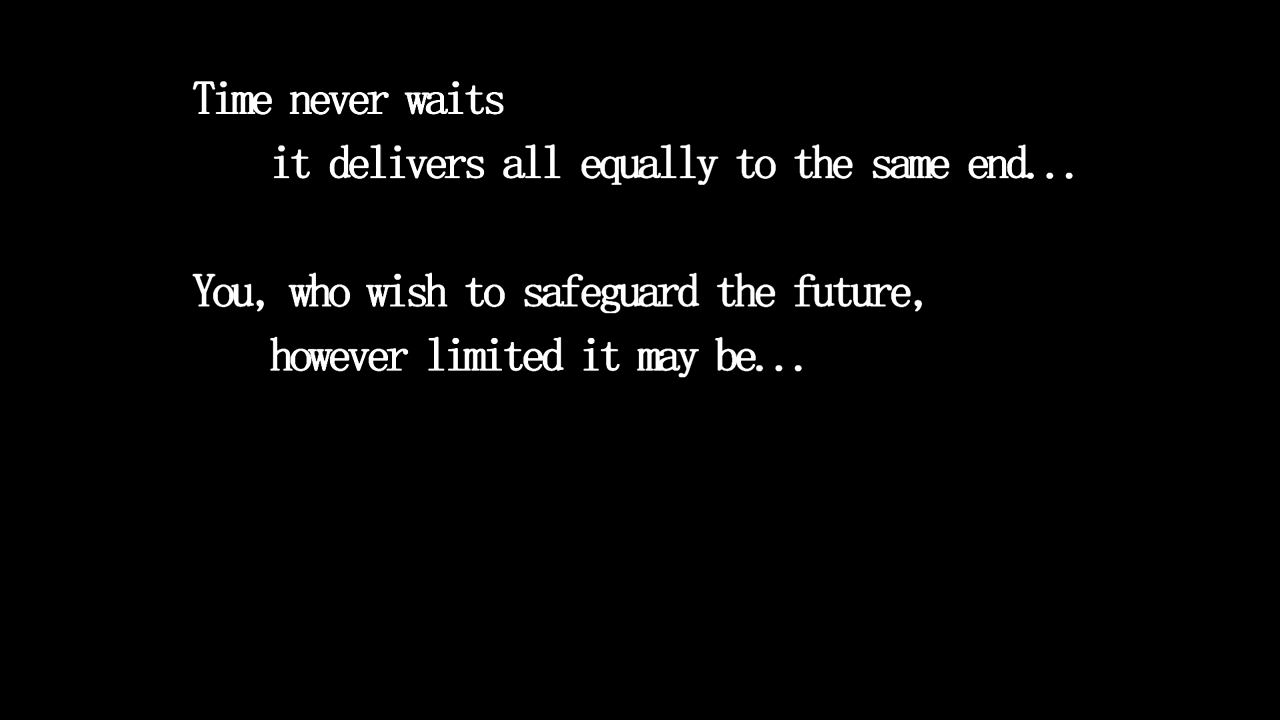 Time never waits
it delivers all equally to the same end...
You, who wish to safeguard the future,
however limited it may be...